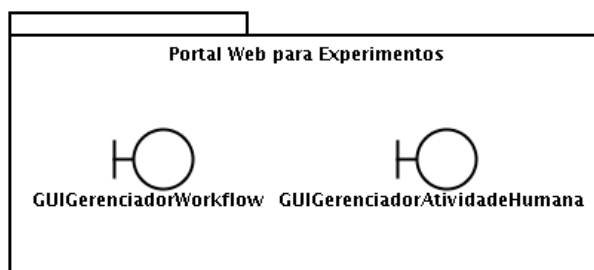 Portal Web para Experimentos
GUIGerenciadorWorkflow GUIGerenciadorAtividadeHumana